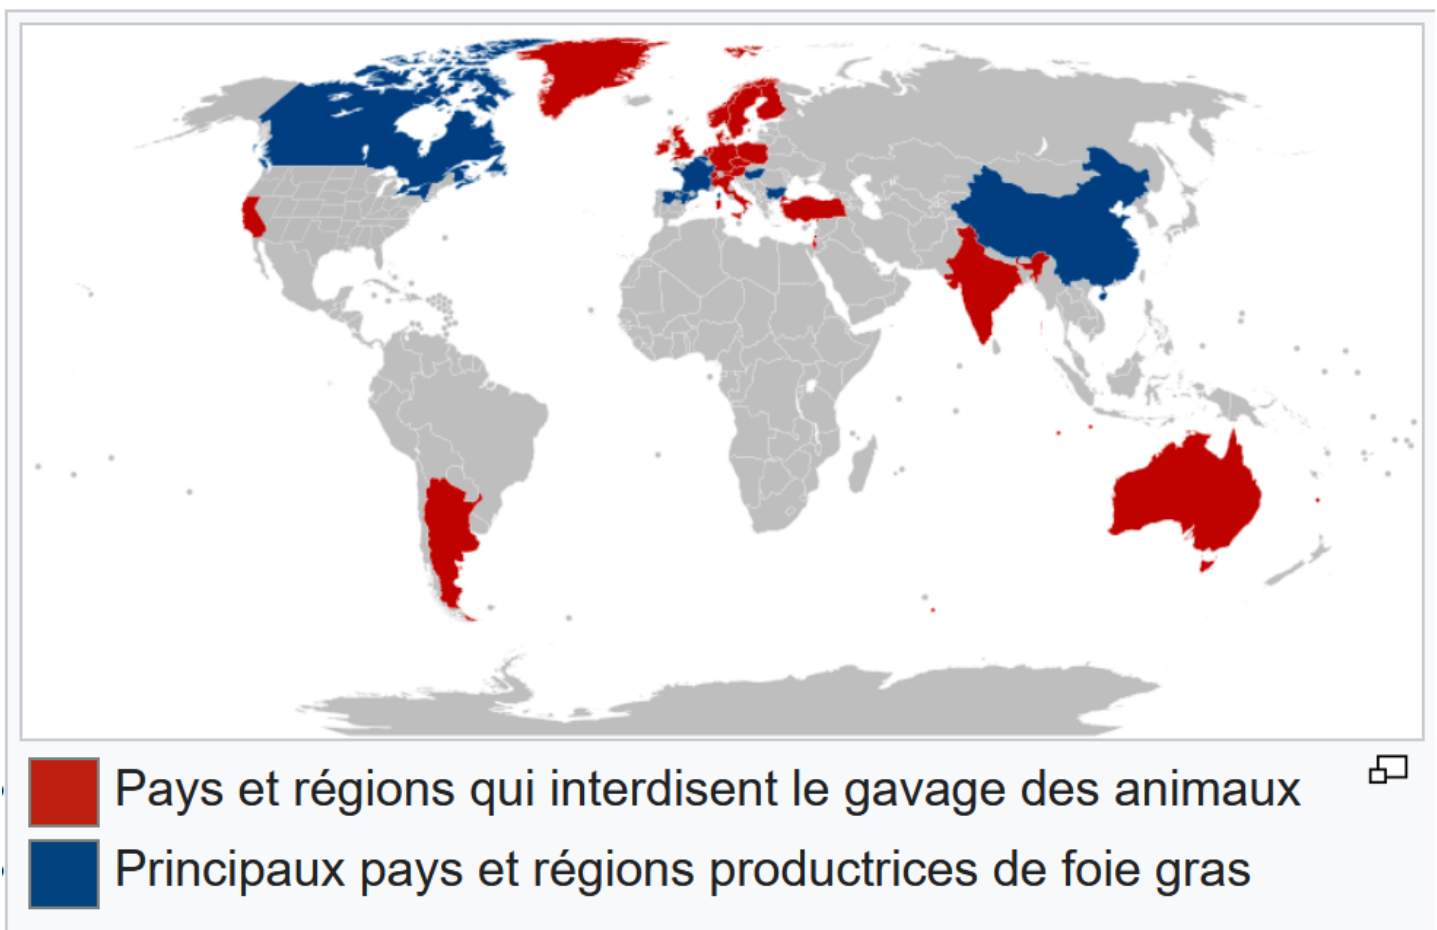 Pays et régions qui interdisent le gavage des animaux
Principaux pays et régions productrices de foie gras